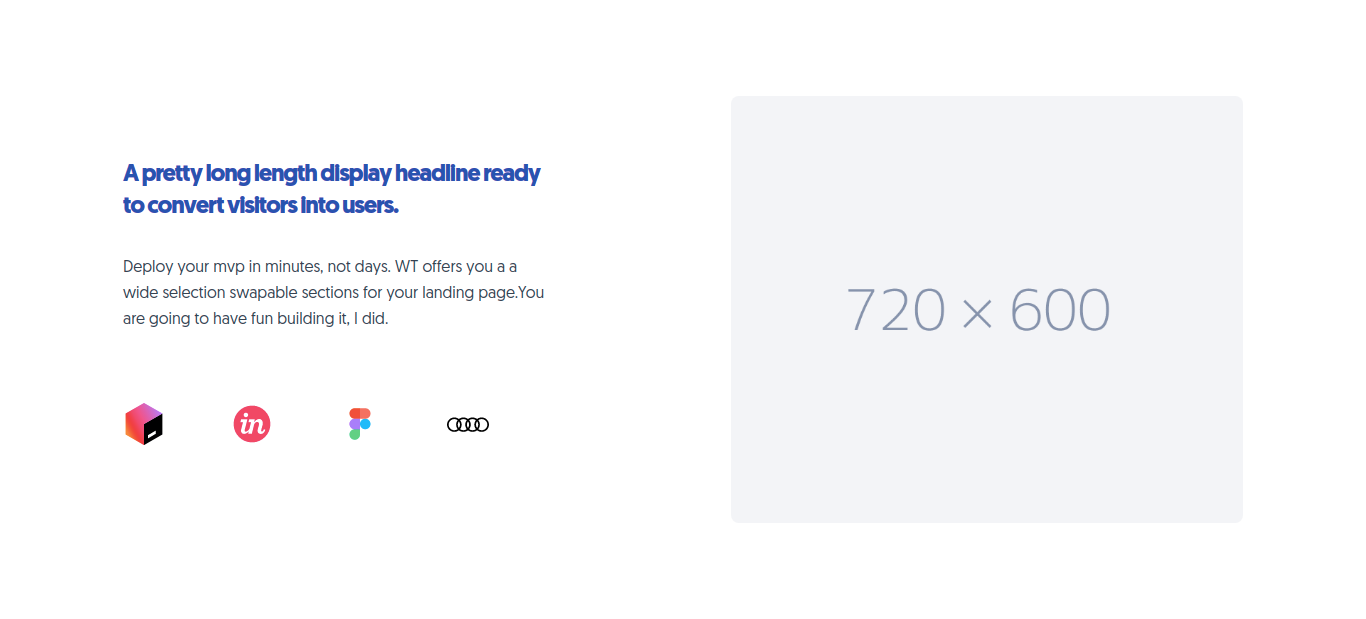 A pretty long length display headline ready
to convert visitors into users.
Deploy your mvp in minutes, not days. WT offers you a a
wide selection swapable sections for your landing page.You
are going to have fun building it, I did.
in
720 × 600